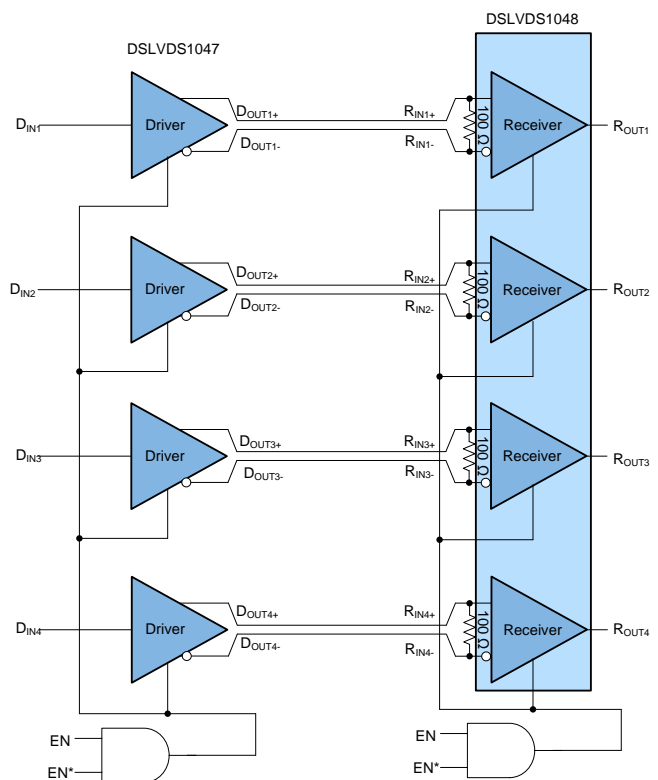 DSLVDS1047
DSLVDS1048
DIN1
Driver
DOUT1+
DOUT1-
RIN1+
RIN1-
100 Ω
Receiver
ROUT1
DIN2
Driver
DOUT2+
DOUT2-
RIN2+
RIN2-
100 Ω
Receiver
ROUT2
DIN3
Driver
DOUT3+
DOUT3-
RIN3+
RIN3-
100 Ω
Receiver
ROUT3
DIN4
Driver
DOUT4+
DOUT4-
RIN4+
RIN4-
100 Ω
Receiver
ROUT4
EN
EN*
EN
EN*